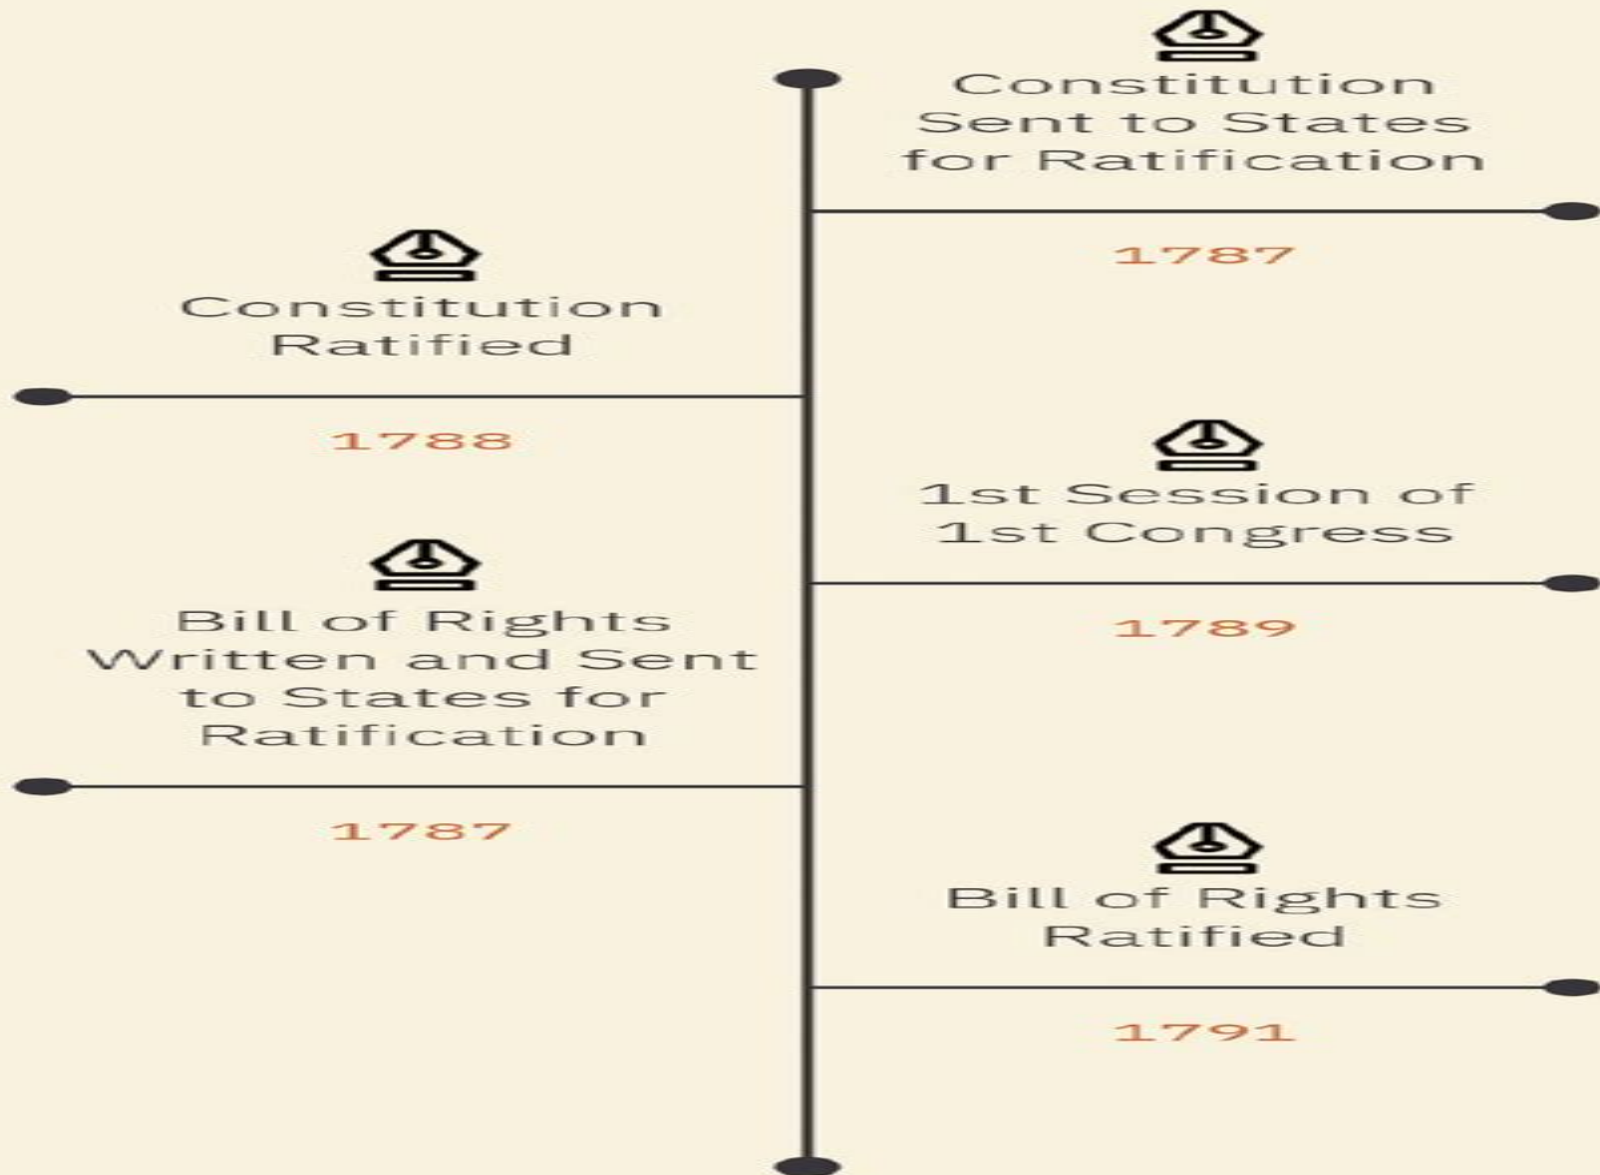 Constitution
Sent to States
for Ratification
1787
Constitution
Ratified
1788
1st Session of
1st Congress
1789
Bill of Rights
Written and Sent
to States for
Ratification
1787
Bill of Rights
Ratified
1791